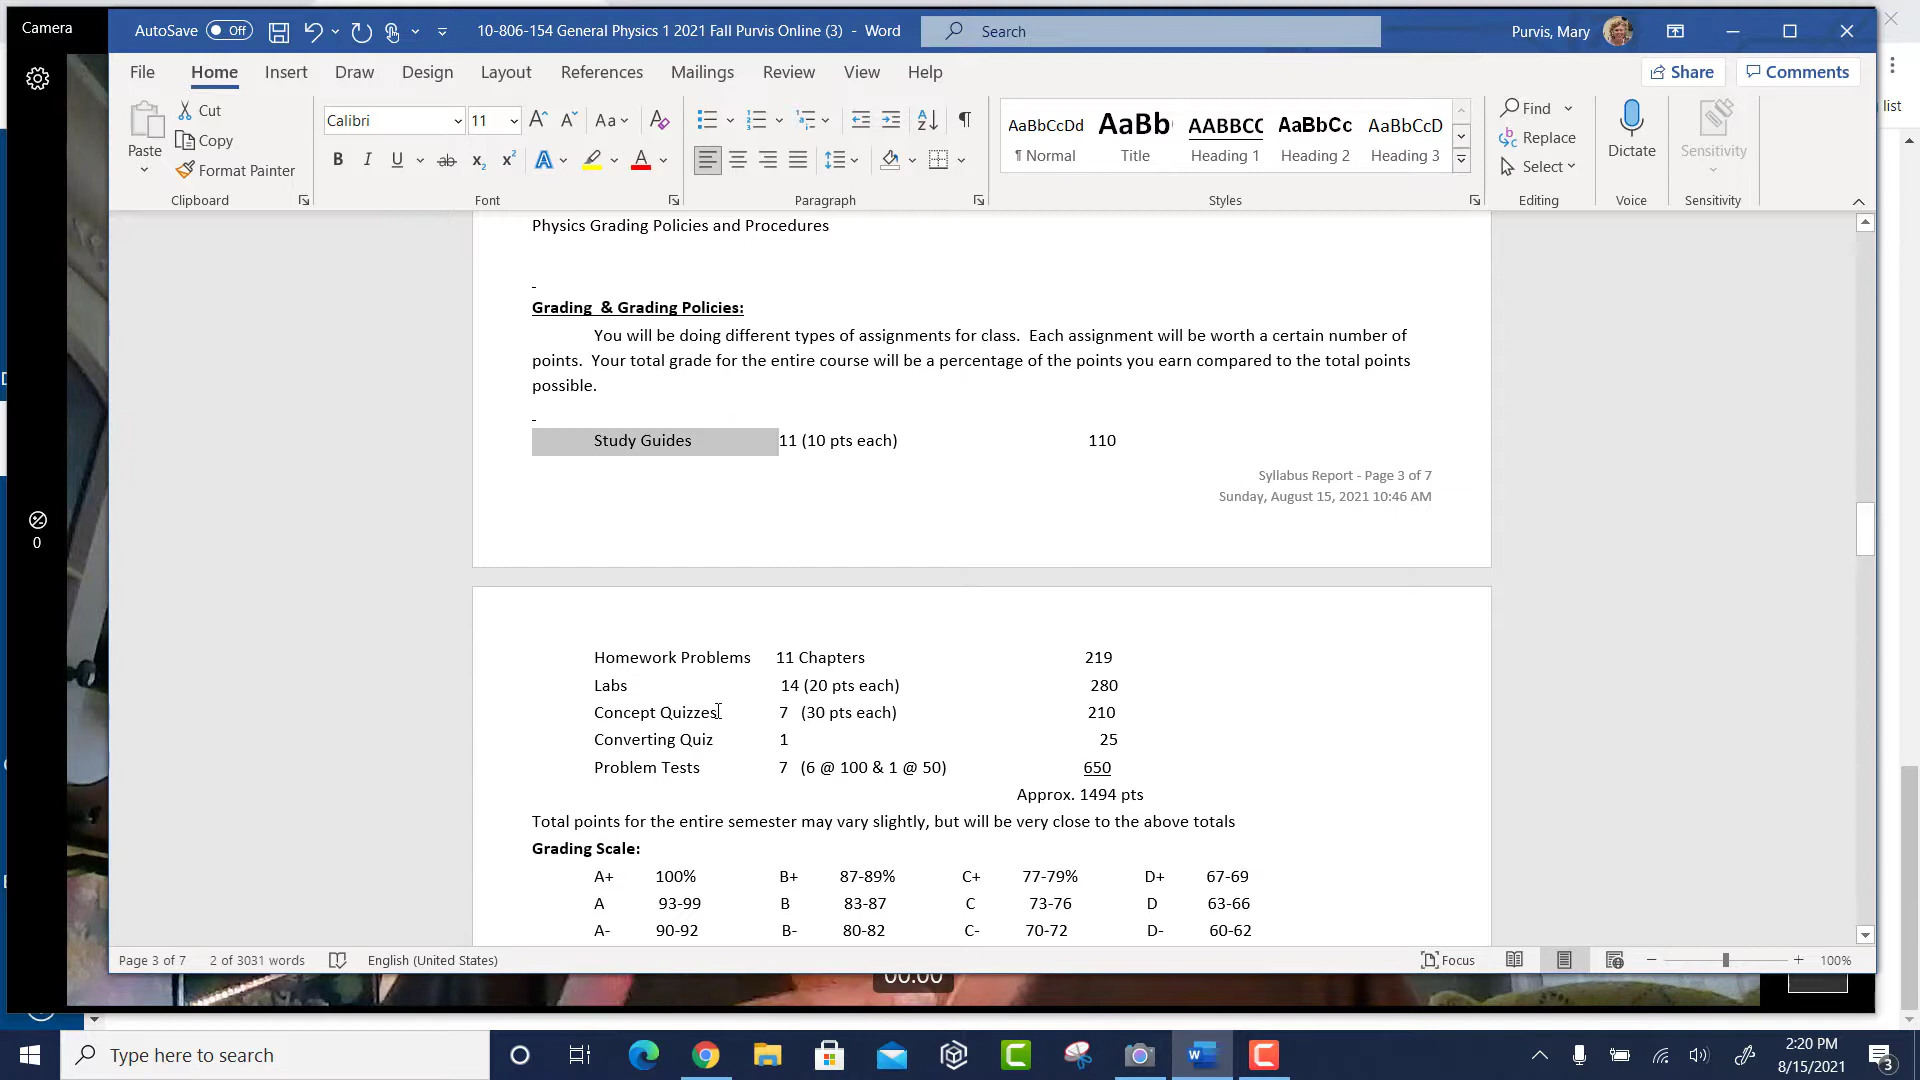 Camera
AutoSave Off
10-806-154 General Physics 1 2021 Fall Purvis Online (3) - Word
Search
Purvis, Mary
File Home Insert Draw Design Layout References Mailings Review View Help
Share
Comments
list
Paste
Cut
Copy
Format Painter
Clipboard
Calibri
11
Font
Paragraph
AaBbCcDd
¶ Normal
AaBb
Title
AABBCC
Heading 1
AaBbCc
Heading 2
AaBbCcD
Heading 3
Styles
Find
Replace
Select
Editing
Dictate
Voice
Sensitivity
Sensitivity
Physics Grading Policies and Procedures
Grading & Grading Policies:
You will be doing different types of assignments for class. Each assignment will be worth a certain number of
points. Your total grade for the entire course will be a percentage of the points you earn compared to the total points
possible.
Study Guides 11 (10 pts each) 110
Syllabus Report - Page 3 of 7
Sunday, August 15, 2021 10:46 AM
0
Homework Problems 11 Chapters 219
Labs 14 (20 pts each) 280
Concept Quizzes 7 (30 pts each) 210
Converting Quiz 1 25
Problem Tests 7 (6 @ 100 & 1 @ 50) 650
Approx. 1494 pts
Total points for the entire semester may vary slightly, but will be very close to the above totals
Grading Scale:
A+ 100% B+ 87-89% C+ 77-79% D+ 67-69
A 93-99 B 83-87 C 73-76 D 63-66
A- 90-92 B- 80-82 C- 70-72 D- 60-62
Page 3 of 7
2 of 3031 words
English (United States)
Focus
100%
00:00
Type here to search
2:20 PM
8/15/2021
3